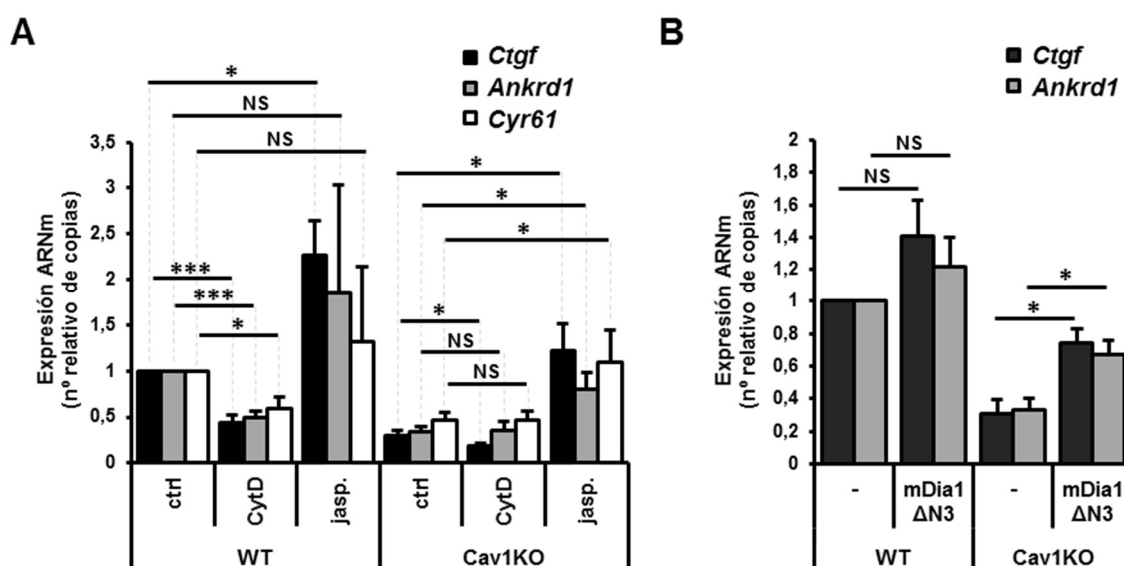 A
Ctgf
Ankrd1
Cyr61
*
NS
NS
***
***
*
*
*
*
*
NS
NS
Expresión ARNm
(nº relativo de copias)
3,5
3
2,5
2
1,5
1
0,5
0
ctrl
CytD
jasp.
ctrl
CytD
jasp.
WT
Cav1KO
B
Ctgf
Ankrd1
NS
NS
*
*
Expresión ARNm
(nº relativo de copias)
2
1,8
1,6
1,4
1,2
1
0,8
0,6
0,4
0,2
0
-
mDia1
ΔN3
-
mDia1
ΔN3
WT
Cav1KO